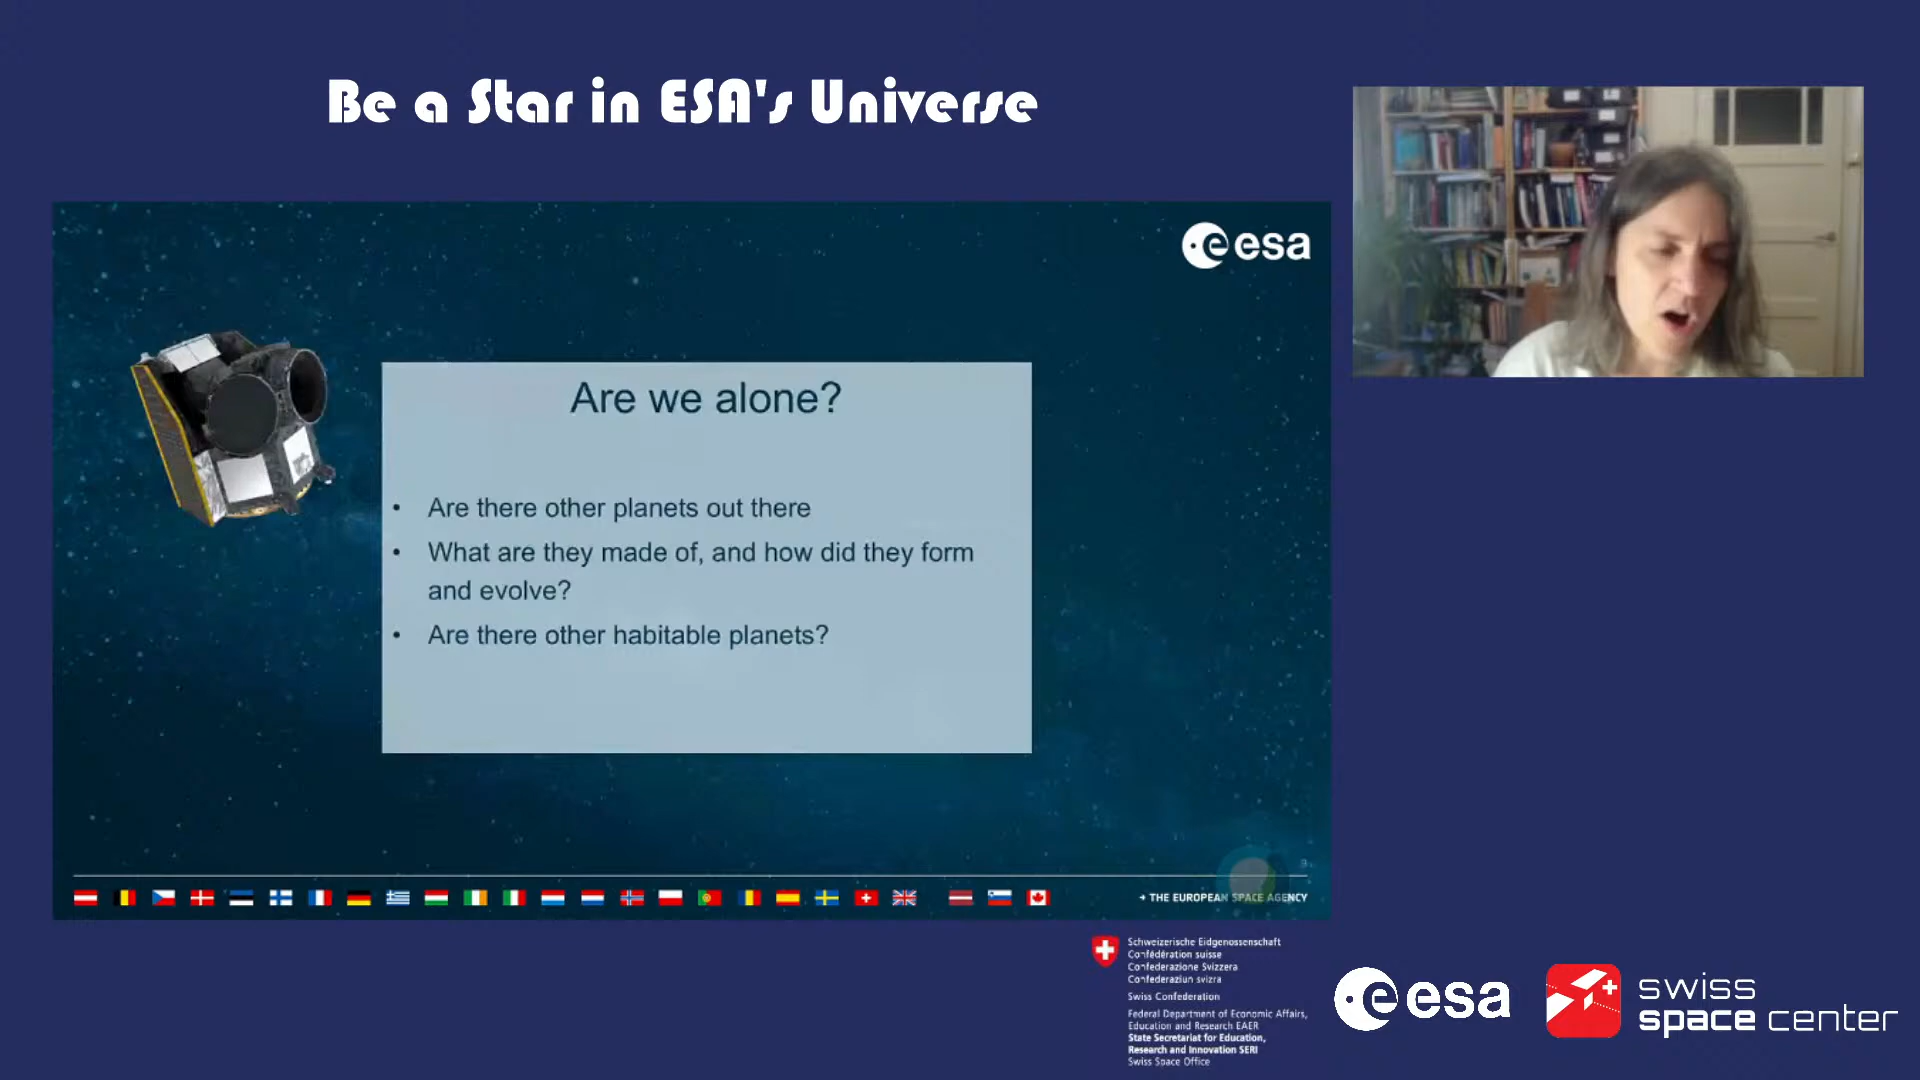 Be a Star in ESA's Universe
esa
Are we alone?
• Are there other planets out there
• What are they made of, and how did they form
and evolve?
• Are there other habitable planets?
9
→ THE EUROPEAN SPACE AGENCY
Schweizerische Eidgenossenschaft
Confédération suisse
Confederazione Svizzera
Confederaziun svizra
Swiss Confederation
Federal Department of Economic Affairs,
Education and Research EAER
State Secretariat for Education,
Research and Innovation SERI
Swiss Space Office
esa
swiss
space center